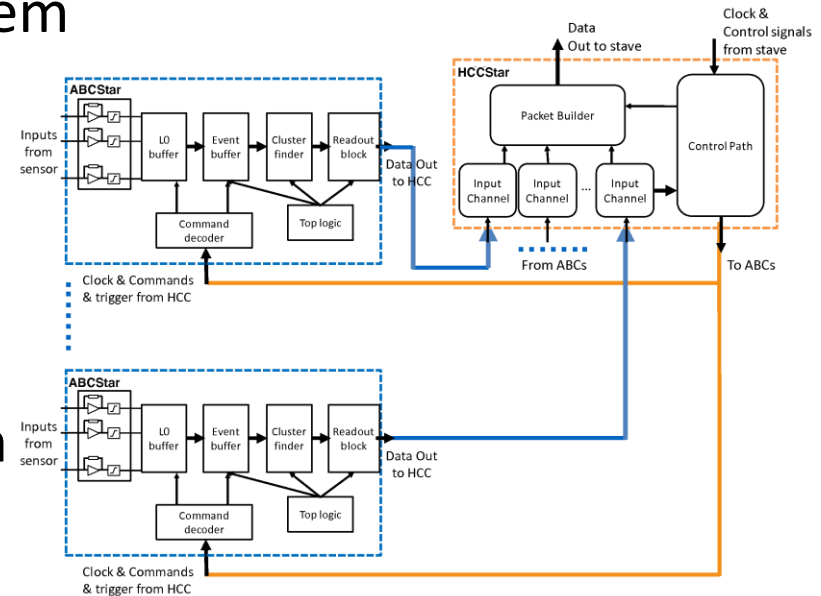 em
Data
Out to stave
Clock &
Control signals
from stave
HCCStar
Packet Builder
Control Path
Input
Channel
Input
Channel
...
Input
Channel
From ABCs
To ABCs
ABCStar
Inputs
from
sensor
L0
buffer
Event
buffer
Cluster
finder
Readout
block
Data Out
to HCC
Command
decoder
Top logic
Clock & Commands
& trigger from HCC
ABCStar
Inputs
from
sensor
L0
buffer
Event
buffer
Cluster
finder
Readout
block
Data Out
to HCC
Command
decoder
Top logic
Clock & Commands
& trigger from HCC